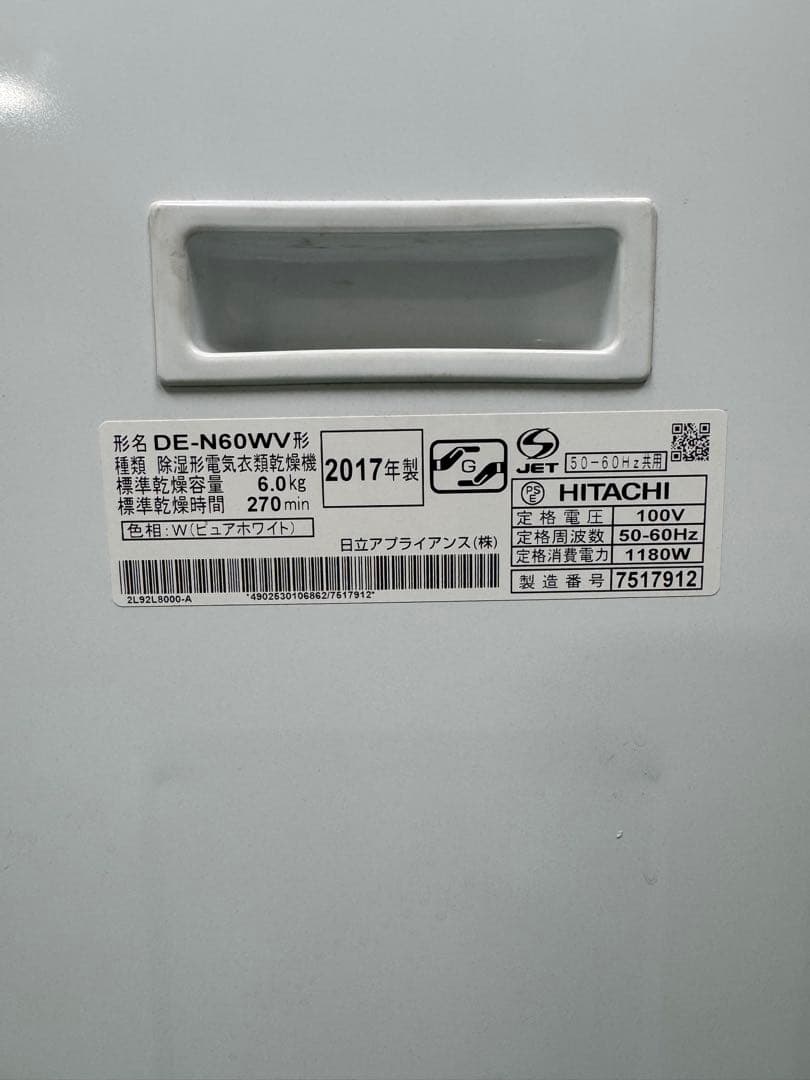 形名 DE-N60WV形
種類 除湿形電気衣類乾燥機
標準乾燥容量 6.0kg
標準乾燥時間 270min
色相:W(ピュアホワイト)
2017年製
G
日立アプライアンス(株)
2L92L8000-A
*4902530106862/7517912*
S JET
50-60Hz共用
PS E HITACHI
定格電圧 100V
定格周波数 50-60Hz
定格消費電力 1180W
製造番号 7517912